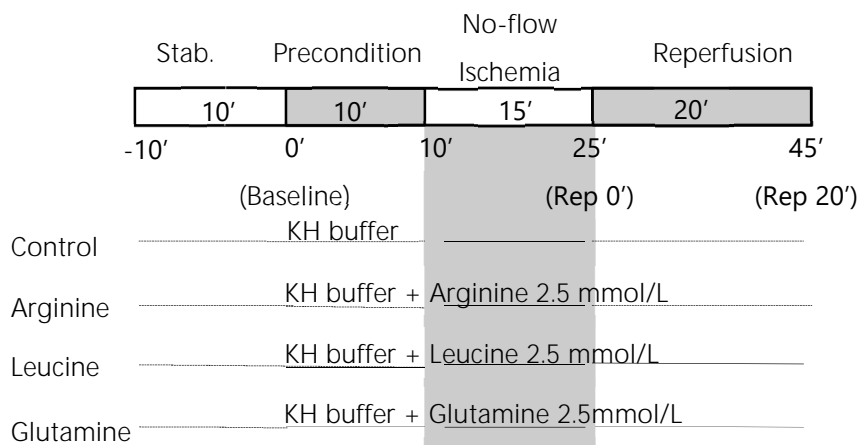 No-flow
Stab. Precondition Ischemia Reperfusion
10’ 10’ 15’ 20’
-10’ 0’ 10’ 25’ 45’
(Baseline) (Rep 0’) (Rep 20’)
Control KH buffer
Arginine KH buffer + Arginine 2.5 mmol/L
Leucine KH buffer + Leucine 2.5 mmol/L
Glutamine KH buffer + Glutamine 2.5mmol/L